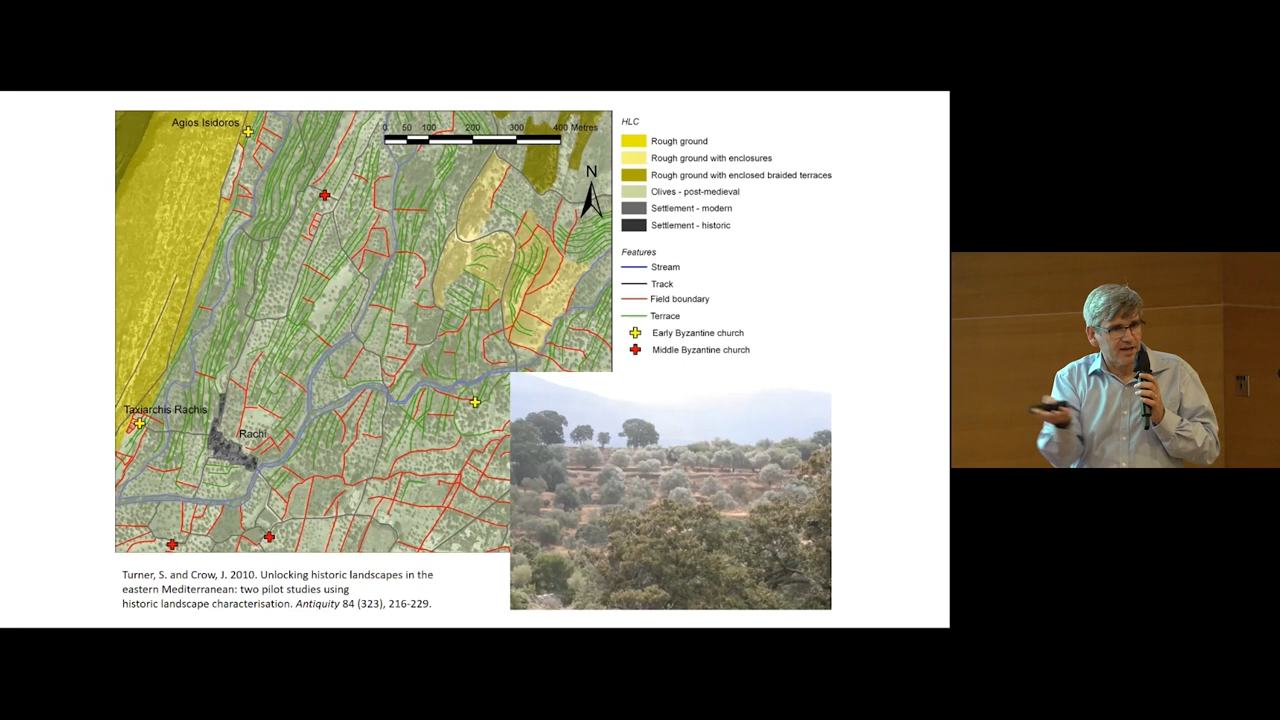 Agios Isidoros
0 50 100 200 300 400 Metres
N
Taxiarchis Rachis
Rachi
HLC
Rough ground
Rough ground with enclosures
Rough ground with enclosed braided terraces
Olives - post-medieval
Settlement - modern
Settlement - historic
Features
Stream
Track
Field boundary
Terrace
Early Byzantine church
Middle Byzantine church
Turner, S. and Crow, J. 2010. Unlocking historic landscapes in the
eastern Mediterranean: two pilot studies using
historic landscape characterisation. Antiquity 84 (323), 216-229.